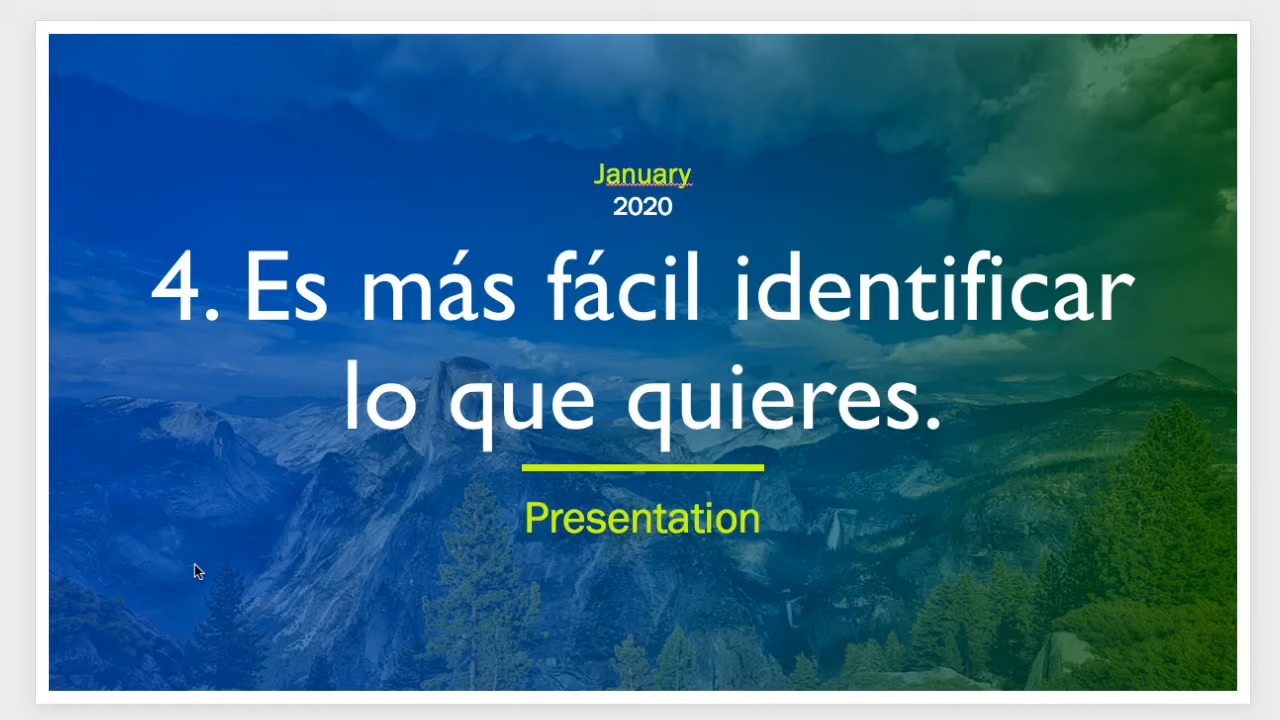 January
2020
4. Es más fácil identificar
lo que quieres.
Presentation